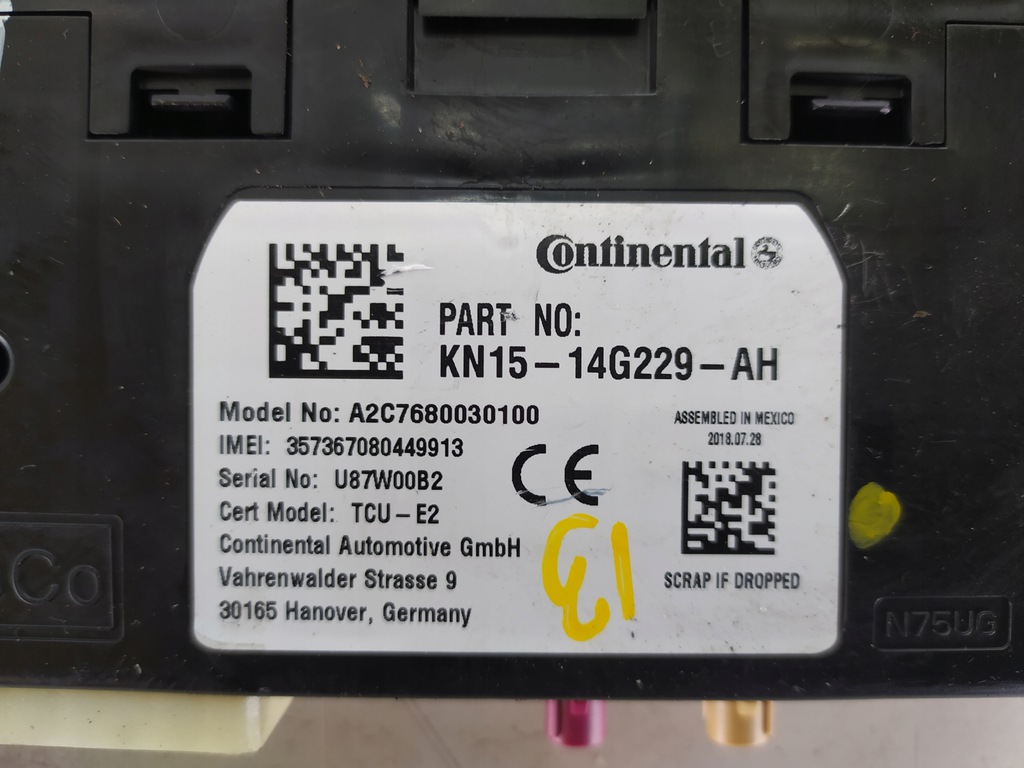 Continental
PART NO:
KN15-14G229-AH
Model No: A2C7680030100
IMEI: 357367080449913
Serial No: U87W00B2
Cert Model: TCU-E2
Continental Automotive GmbH
Vahrenwalder Strasse 9
30165 Hanover, Germany
CE
ASSEMBLED IN MEXICO
2018.07.28
SCRAP IF DROPPED
13
Co
N75UG